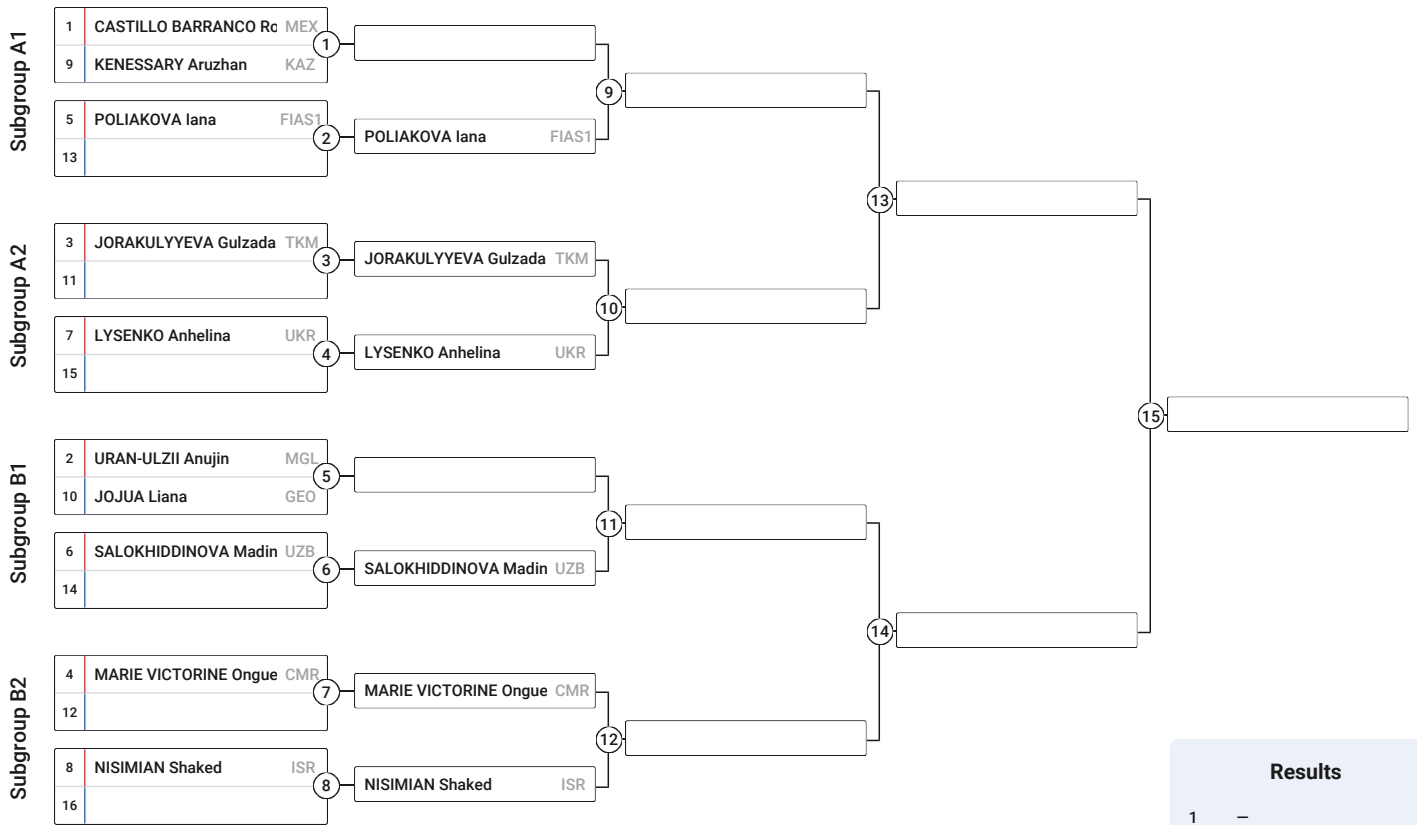 Subgroup A1
1 CASTILLO BARRANCO Ro MEX
9 KENESSARY Aruzhan KAZ
1
5 POLIAKOVA Iana FIAS1
13
2
POLIAKOVA Iana FIAS1
9
Subgroup A2
3 JORAKULYYEVA Gulzada TKM
11
3
JORAKULYYEVA Gulzada TKM
7 LYSENKO Anhelina UKR
15
4
LYSENKO Anhelina UKR
10
13
Subgroup B1
2 URAN-ULZII Anujin MGL
10 JOJUA Liana GEO
5
6 SALOKHIDDINOVA Madin UZB
14
6
SALOKHIDDINOVA Madin UZB
11
Subgroup B2
4 MARIE VICTORINE Ongue CMR
12
7
MARIE VICTORINE Ongue CMR
8 NISIMIAN Shaked ISR
16
8
NISIMIAN Shaked ISR
12
14
15
Results
1 –